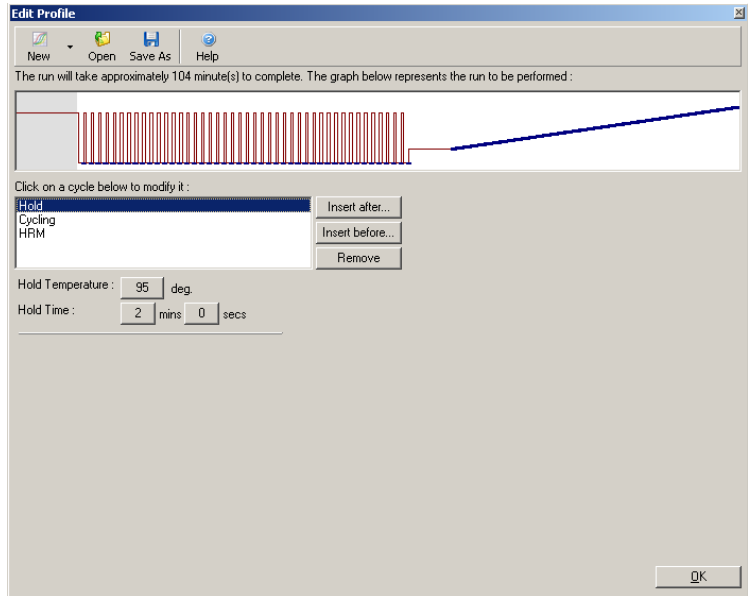 Edit Profile
New Open Save As Help
The run will take approximately 104 minute(s) to complete. The graph below represents the run to be performed :
Click on a cycle below to modify it :
Hold
Cycling
HRM
Insert after...
Insert before...
Remove
Hold Temperature : 95 deg.
Hold Time : 2 mins 0 secs
OK